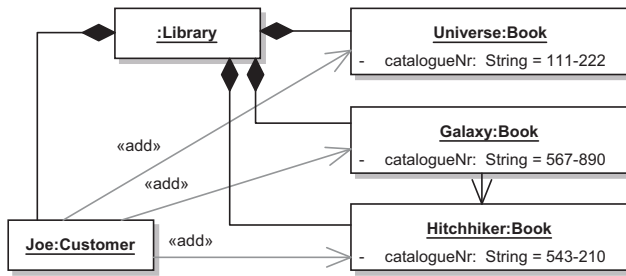 :Library
Universe:Book
- catalogueNr: String = 111-222
«add»
Galaxy:Book
- catalogueNr: String = 567-890
«add»
Joe:Customer
«add»
Hitchhiker:Book
- catalogueNr: String = 543-210